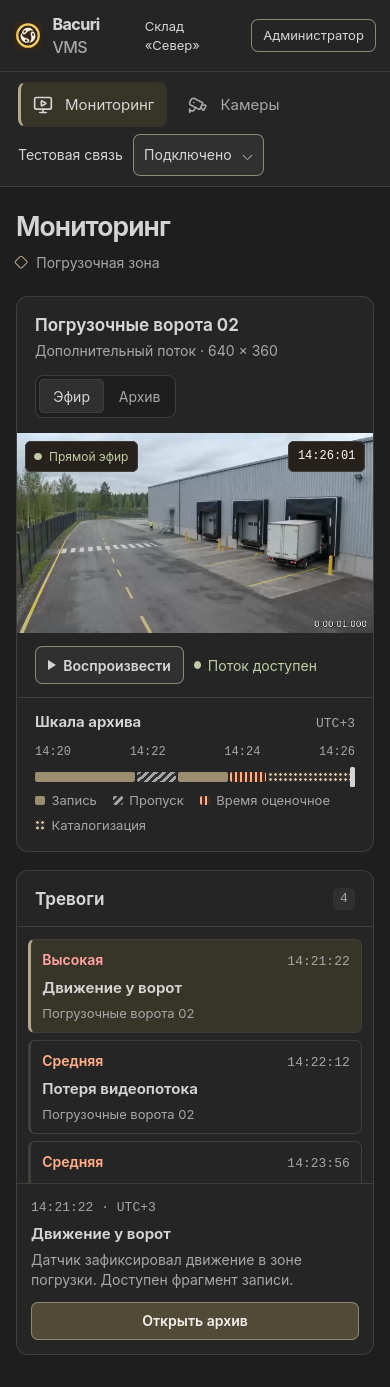 Bacuri
VMS
Склад
«Север»
Администратор
Мониторинг
Камеры
Тестовая связь
Подключено
Мониторинг
Погрузочная зона
Погрузочные ворота 02
Дополнительный поток · 640 × 360
Эфир
Архив
Прямой эфир
14:26:01
0:00:01.000
Воспроизвести
Поток доступен
Шкала архива
UTC+3
14:20
14:22
14:24
14:26
Запись
Пропуск
Время оценочное
Каталогизация
Тревоги
4
Высокая
14:21:22
Движение у ворот
Погрузочные ворота 02
Средняя
14:22:12
Потеря видеопотока
Погрузочные ворота 02
Средняя
14:23:56
14:21:22 · UTC+3
Движение у ворот
Датчик зафиксировал движение в зоне
погрузки. Доступен фрагмент записи.
Открыть архив